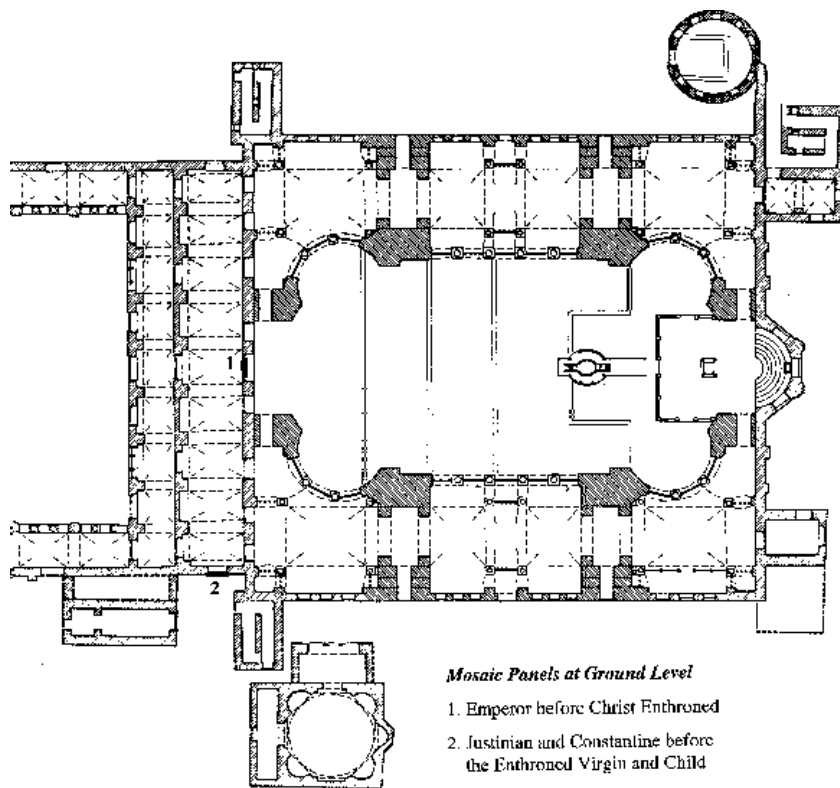 1
2
Mosaic Panels at Ground Level
1. Emperor before Christ Enthroned
2. Justinian and Constantine before
the Enthroned Virgin and Child